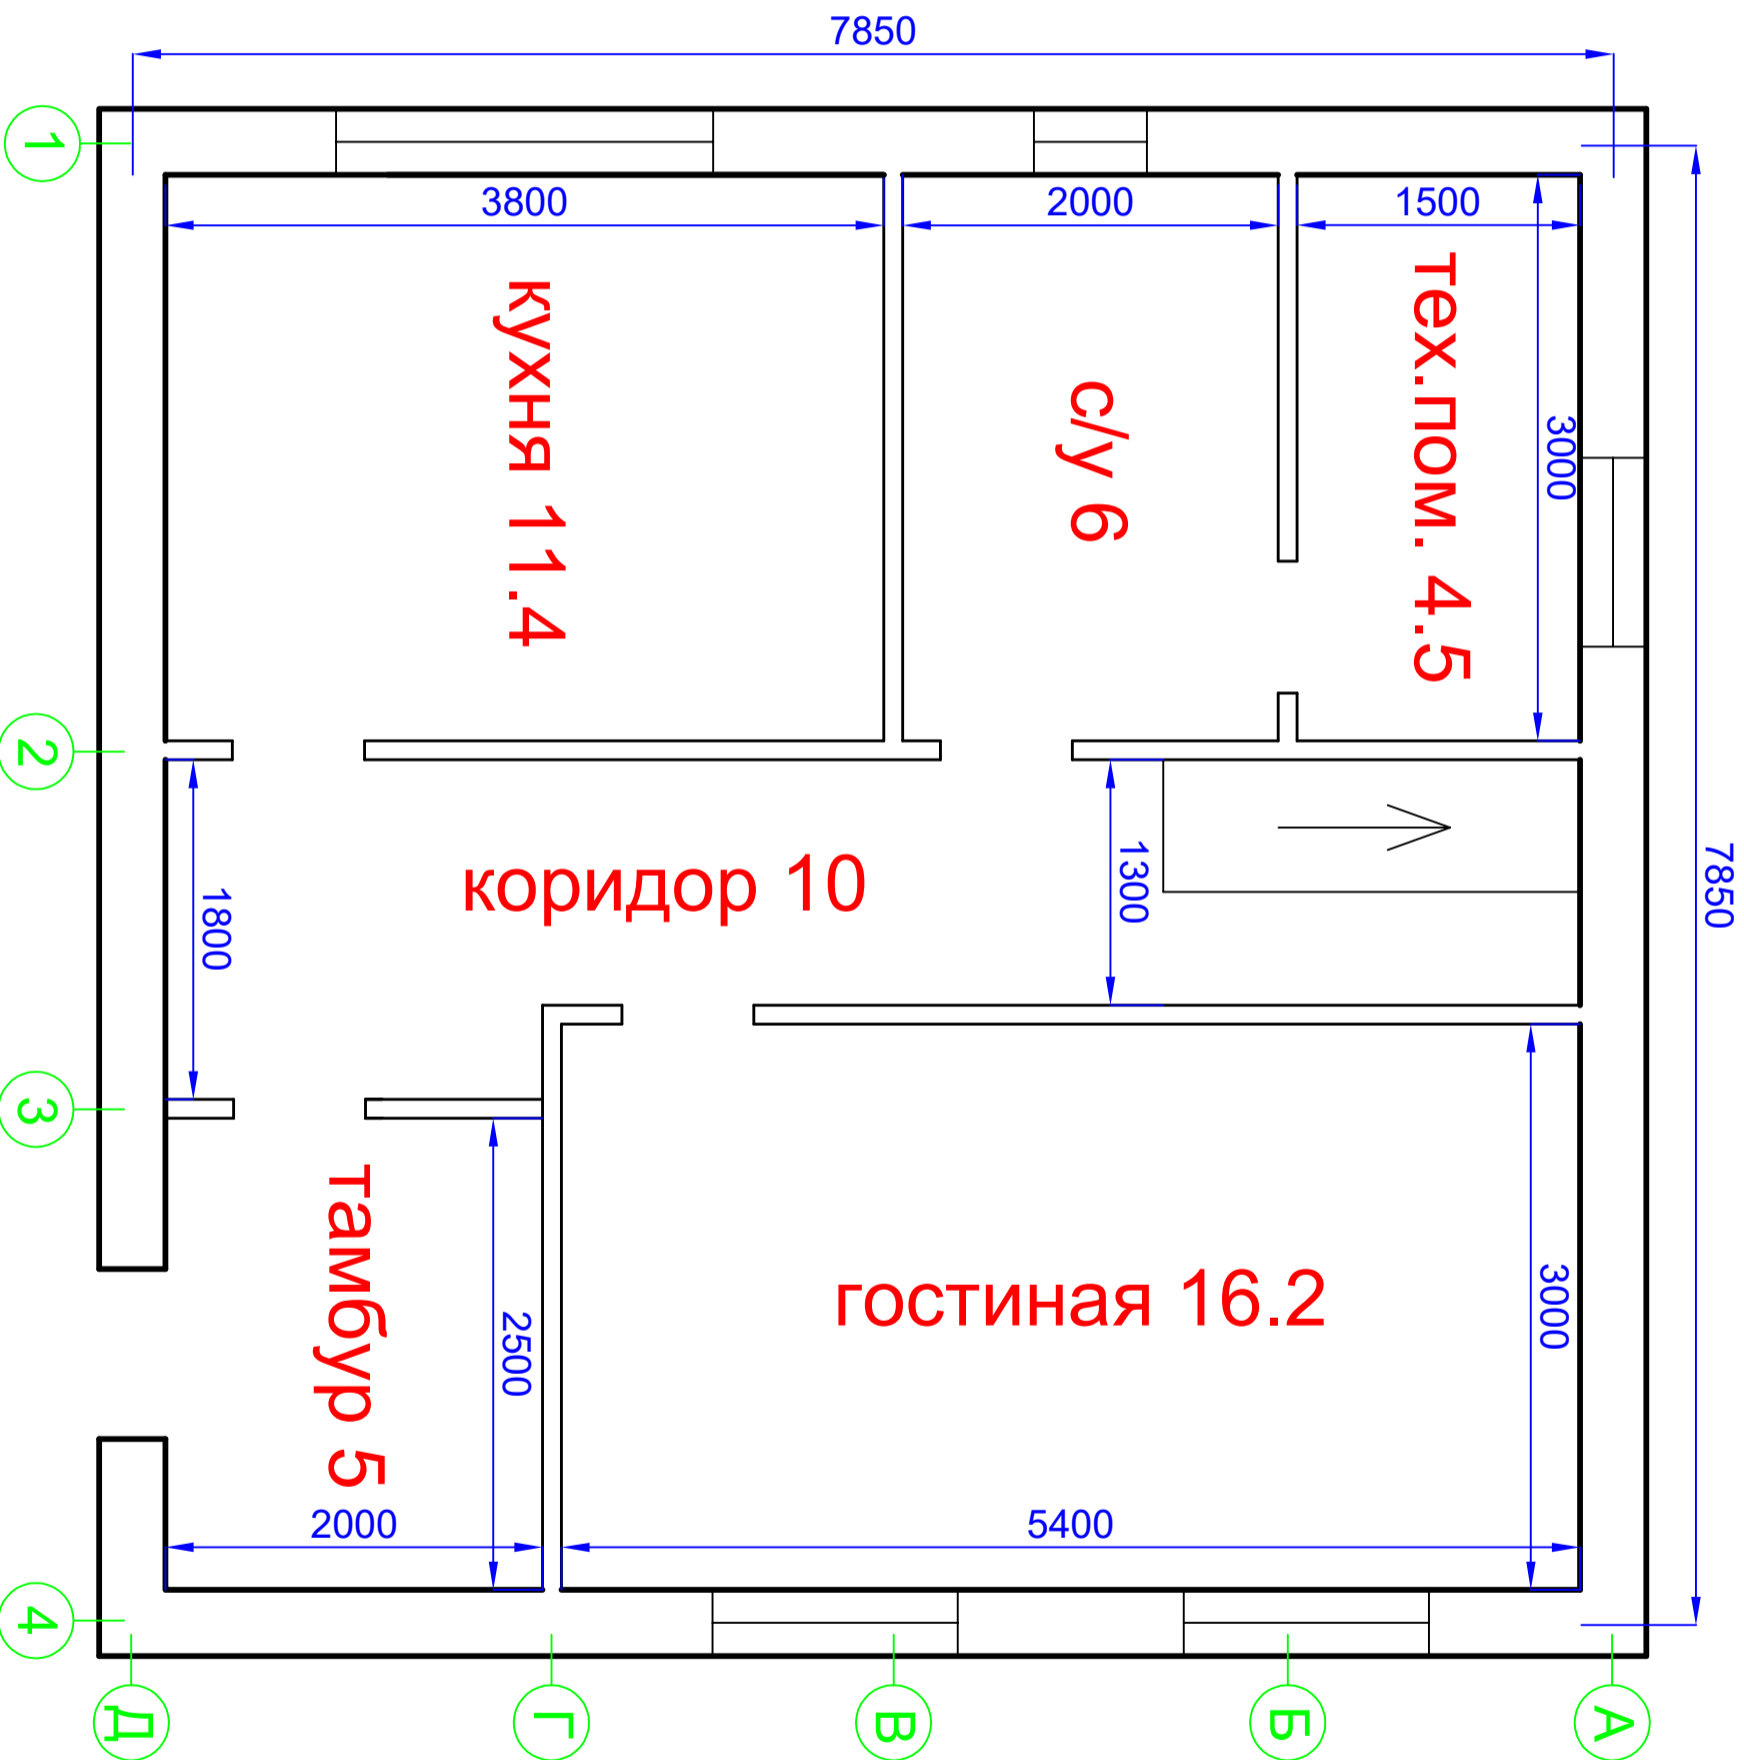 7850
1
3800
2000
1500
кухня 11.4
с/у 6
тех.пом. 4.5
3000
2
7850
коридор 10
1800
1300
3
тамбур 5
гостиная 16.2
2500
3000
2000
5400
4
Д
Г
В
Б
А